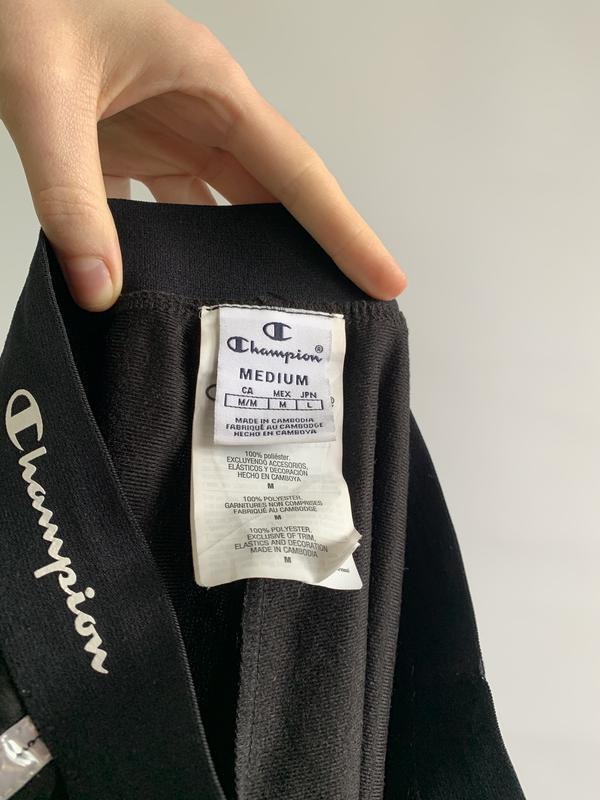 Champion®
MEDIUM
CA MEX JPN
M/M M L
MADE IN CAMBODIA
FABRIQUÉ AU CAMBODGE
HECHO EN CAMBOYA
100% poliéster.
EXCLUYENDO ACCESORIOS,
ELÁSTICOS Y DECORACIÓN
HECHO EN CAMBOYA
M
100% POLYESTER.
GARNITURES NON COMPRISES
FABRIQUÉ AU CAMBODGE
M
100% POLYESTER,
EXCLUSIVE OF TRIM,
ELASTICS AND DECORATION
MADE IN CAMBODIA
M
Champion